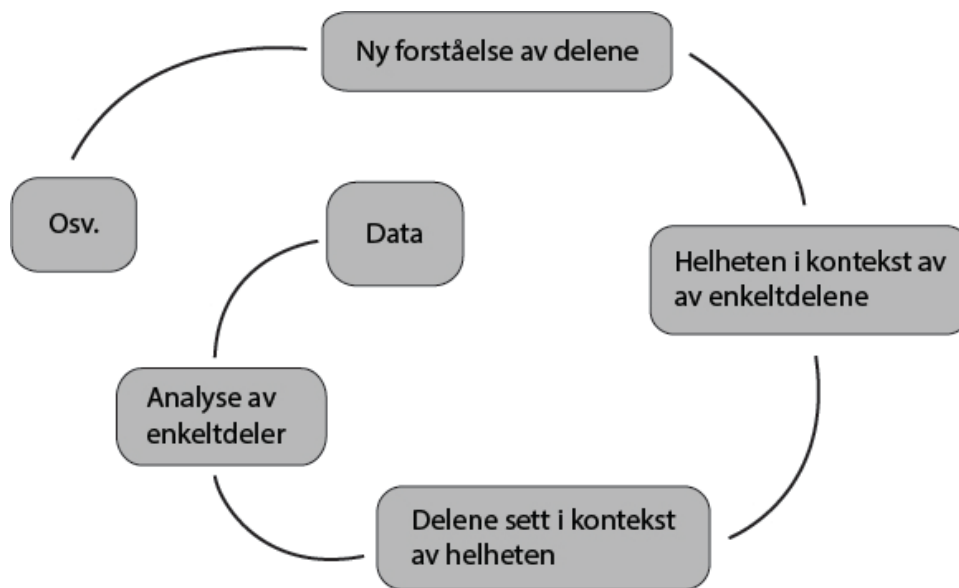 Ny forståelse av delene
Osv.
Data
Helheten i kontekst av
av enkeltdelene
Analyse av
enkeltdeler
Delene sett i kontekst
av helheten